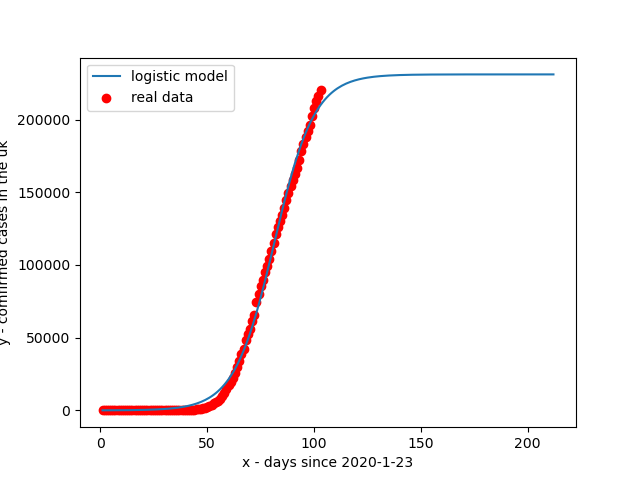 logistic model
real data
200000
150000
100000
50000
0
y - comfirmed cases in the uk
0 50 100 150 200
x - days since 2020-1-23